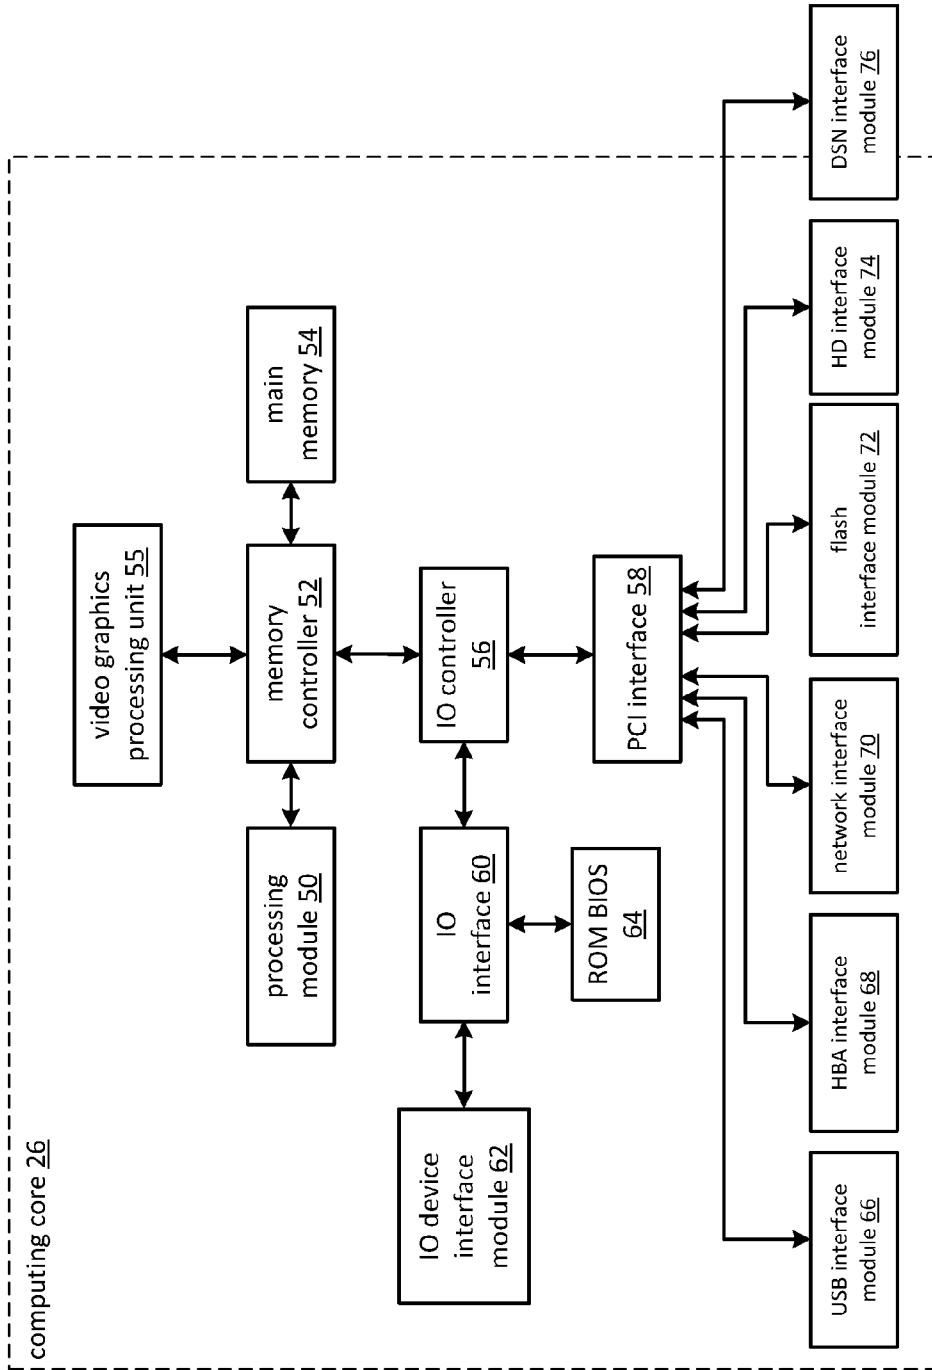 computing core 26
video graphics
processing unit 55
processing
module 50
memory
controller 52
main
memory 54
IO device
interface
module 62
IO
interface 60
IO controller
56
ROM BIOS
64
PCI interface 58
USB interface
module 66
HBA interface
module 68
network interface
module 70
flash
interface module 72
HD interface
module 74
DSN interface
module 76